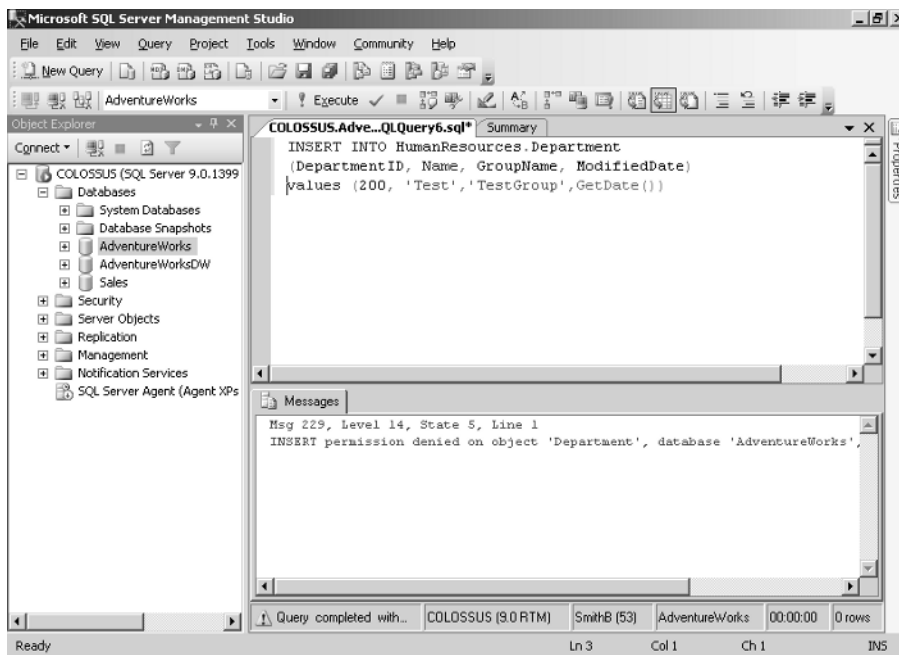 Microsoft SQL Server Management Studio
File Edit View Query Project Tools Window Community Help
New Query
AdventureWorks
Execute
Object Explorer
COLOSSUS.Adve...QLQuery6.sql* Summary
Connect
COLOSSUS (SQL Server 9.0.1399
Databases
System Databases
Database Snapshots
AdventureWorks
AdventureWorksDW
Sales
Security
Server Objects
Replication
Management
Notification Services
SQL Server Agent (Agent XPs
INSERT INTO HumanResources.Department
(DepartmentID, Name, GroupName, ModifiedDate)
values (200, 'Test','TestGroup',GetDate())
Properties
Messages
Msg 229, Level 14, State 5, Line 1
INSERT permission denied on object 'Department', database 'AdventureWorks',
Query completed with... COLOSSUS (9.0 RTM) SmithB (53) AdventureWorks 00:00:00 0 rows
Ready Ln 3 Col 1 Ch 1 INS